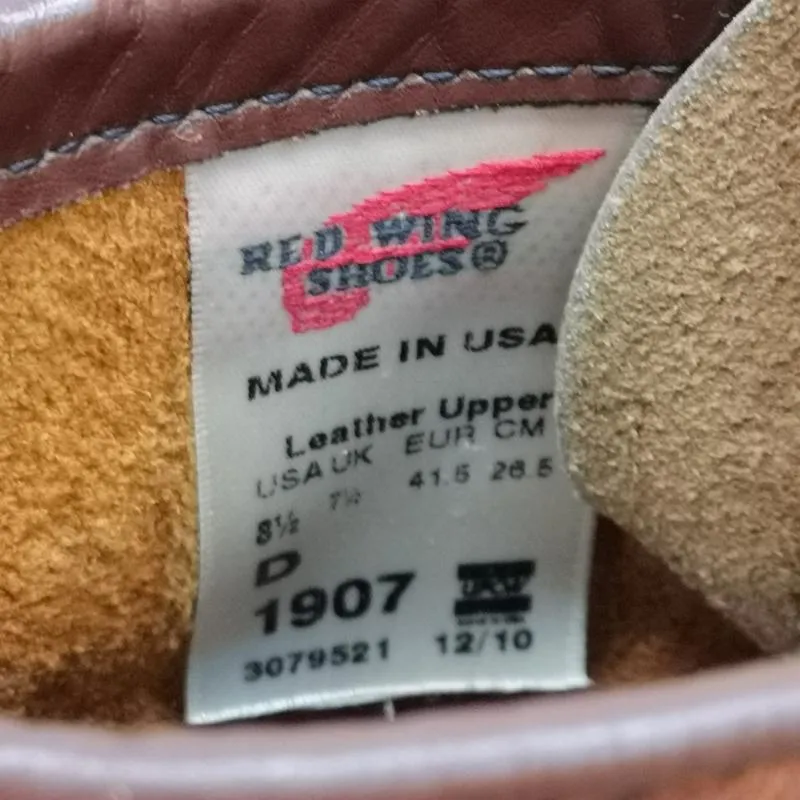 RED WING
SHOES®
MADE IN USA
Leather Upper
USA UK EUR CM
8½ 7½ 41.5 26.5
D
1907
3079521 12/10